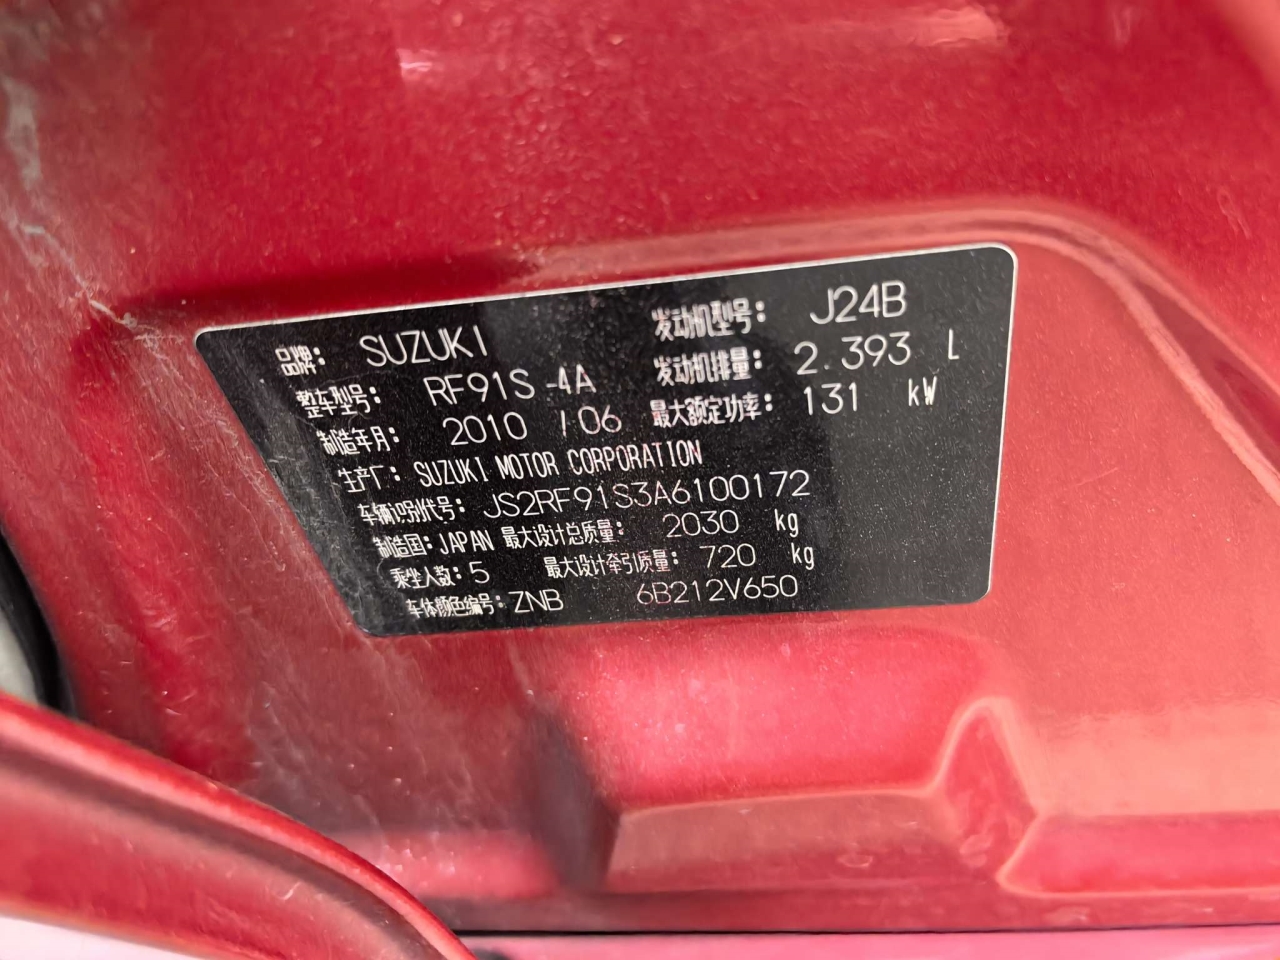 品牌: SUZUKI 发动机型号: J24B
整车型号: RF91S-4A 发动机排量: 2.393 L
制造年月: 2010 / 06 最大额定功率: 131 kW
生产厂: SUZUKI MOTOR CORPORATION
车辆识别代号: JS2RF91S3A6100172
制造国: JAPAN 最大设计总质量: 2030 kg
乘坐人数: 5 最大设计牵引质量: 720 kg
车体颜色编号: ZNB 6B212V650